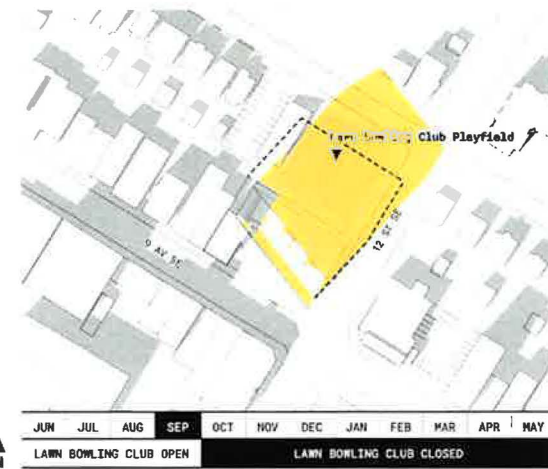 Club Playfield
9 AV SE
12 ST SE
JUN JUL AUG SEP OCT NOV DEC JAN FEB MAR APR MAY
LAWN BOWLING CLUB OPEN LAWN BOWLING CLUB CLOSED